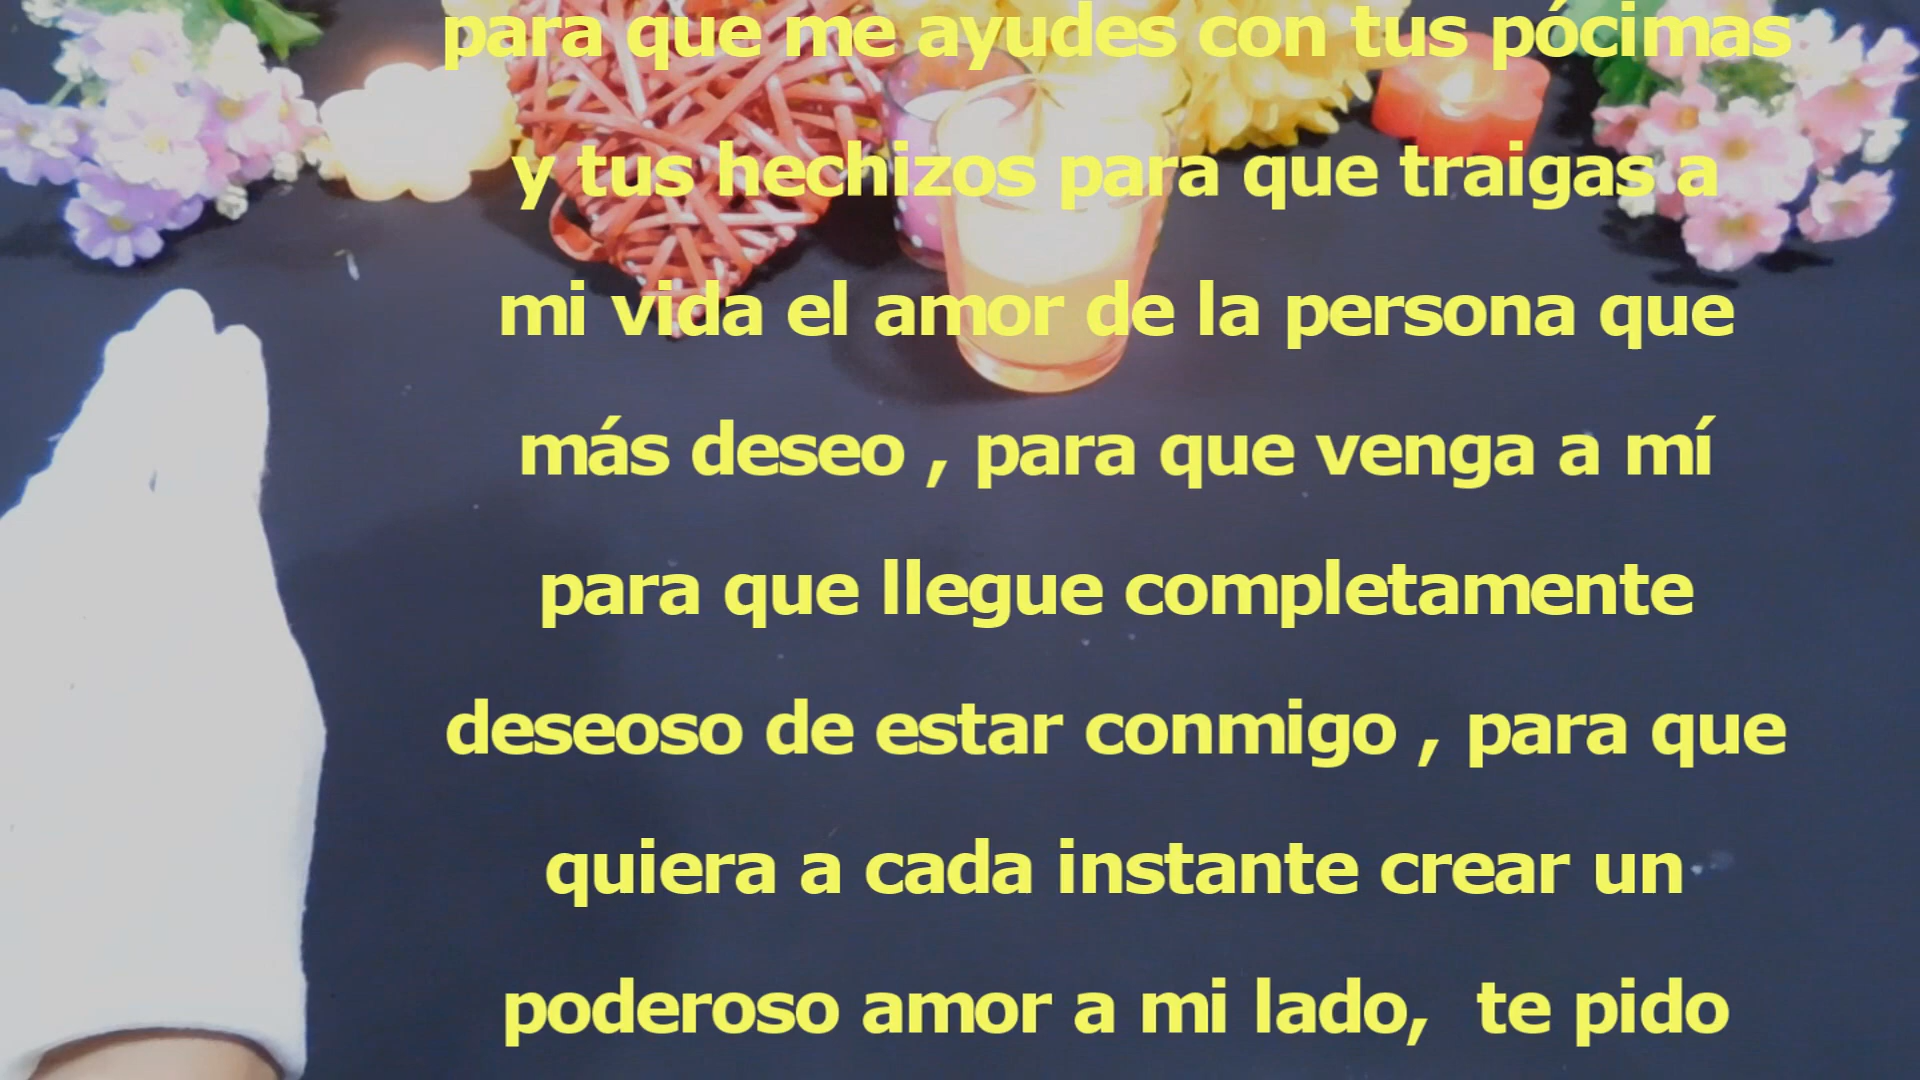 para que me ayudes con tus pócimas
y tus hechizos para que traigas a
mi vida el amor de la persona que
más deseo , para que venga a mí
para que llegue completamente
deseoso de estar conmigo , para que
quiera a cada instante crear un
poderoso amor a mi lado,  te pido